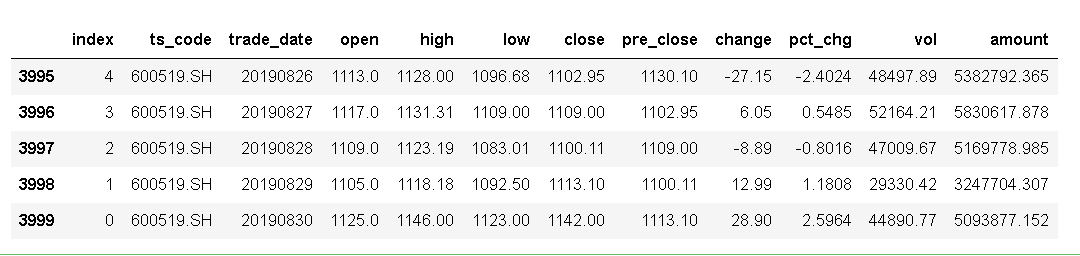 index ts_code trade_date open high low close pre_close change pct_chg vol amount
3995 4 600519.SH 20190826 1113.0 1128.00 1096.68 1102.95 1130.10 -27.15 -2.4024 48497.89 5382792.365
3996 3 600519.SH 20190827 1117.0 1131.31 1109.00 1109.00 1102.95 6.05 0.5485 52164.21 5830617.878
3997 2 600519.SH 20190828 1109.0 1123.19 1083.01 1100.11 1109.00 -8.89 -0.8016 47009.67 5169778.985
3998 1 600519.SH 20190829 1105.0 1118.18 1092.50 1113.10 1100.11 12.99 1.1808 29330.42 3247704.307
3999 0 600519.SH 20190830 1125.0 1146.00 1123.00 1142.00 1113.10 28.90 2.5964 44890.77 5093877.152